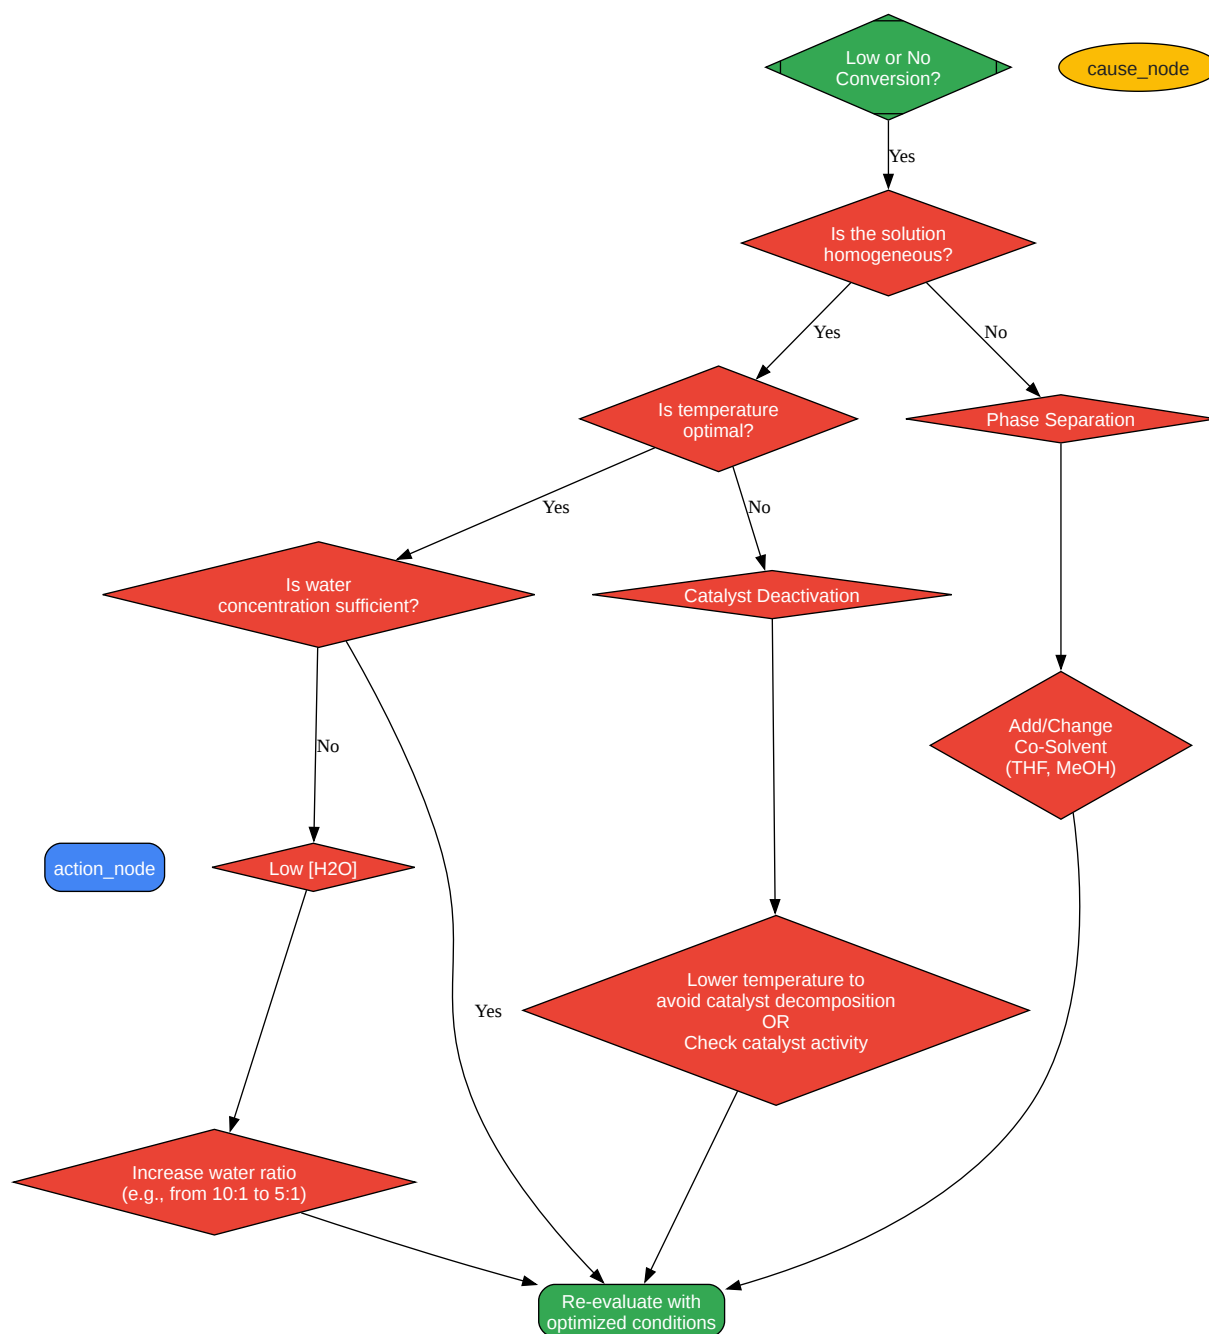 Low or No
Conversion?
cause_node
Yes
Is the solution
homogeneous?
Yes
No
Is temperature
optimal?
Phase Separation
Yes
No
Is water
concentration sufficient?
Catalyst Deactivation
Add/Change
Co-Solvent
(THF, MeOH)
No
action_node
Low [H2O]
Lower temperature to
avoid catalyst decomposition
OR
Check catalyst activity
Yes
Increase water ratio
(e.g., from 10:1 to 5:1)
Re-evaluate with
optimized conditions